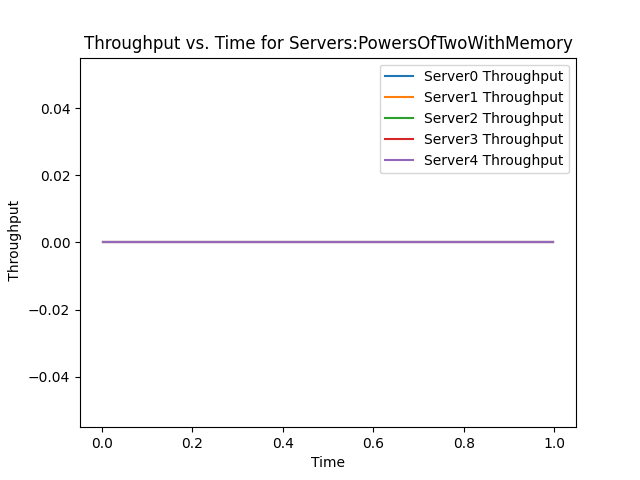 Throughput vs. Time for Servers:PowersOfTwoWithMemory
Server0 Throughput
Server1 Throughput
Server2 Throughput
Server3 Throughput
Server4 Throughput
0.04
0.02
0.00
−0.02
−0.04
Throughput
0.0 0.2 0.4 0.6 0.8 1.0
Time